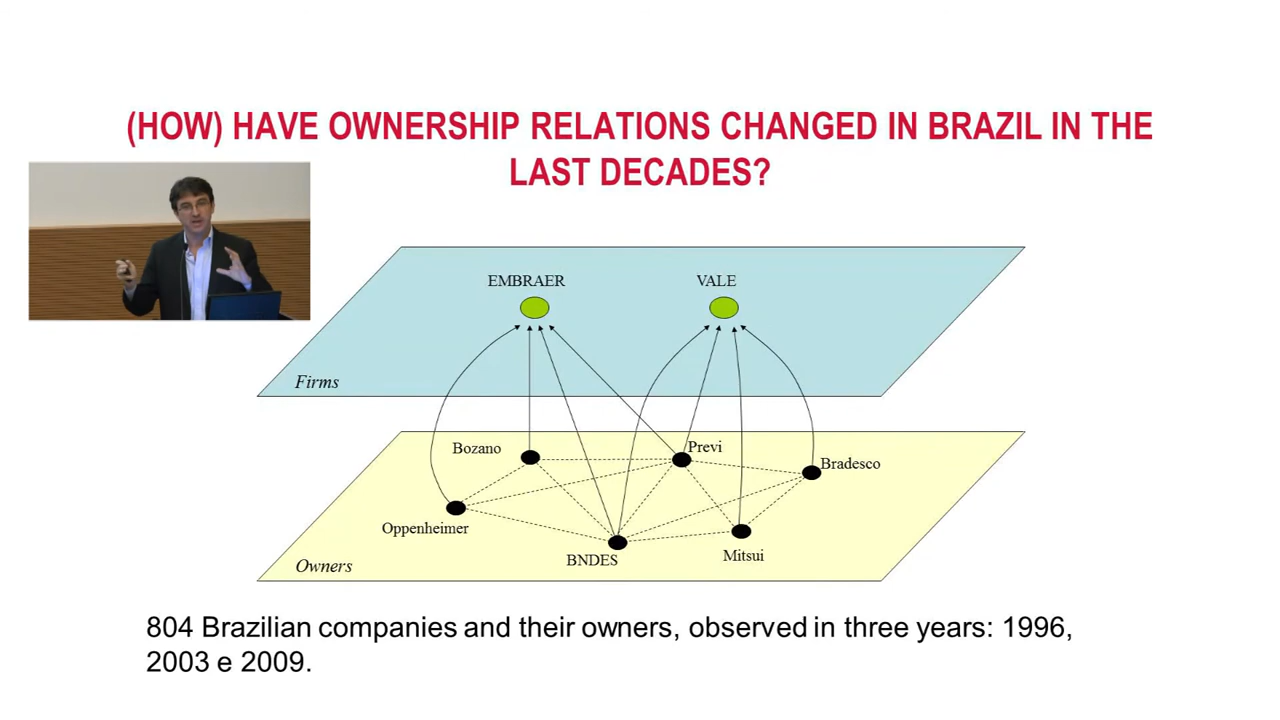 (HOW) HAVE OWNERSHIP RELATIONS CHANGED IN BRAZIL IN THE
LAST DECADES?
EMBRAER
VALE
Firms
Bozano
Previ
Bradesco
Oppenheimer
BNDES
Mitsui
Owners
804 Brazilian companies and their owners, observed in three years: 1996,
2003 e 2009.